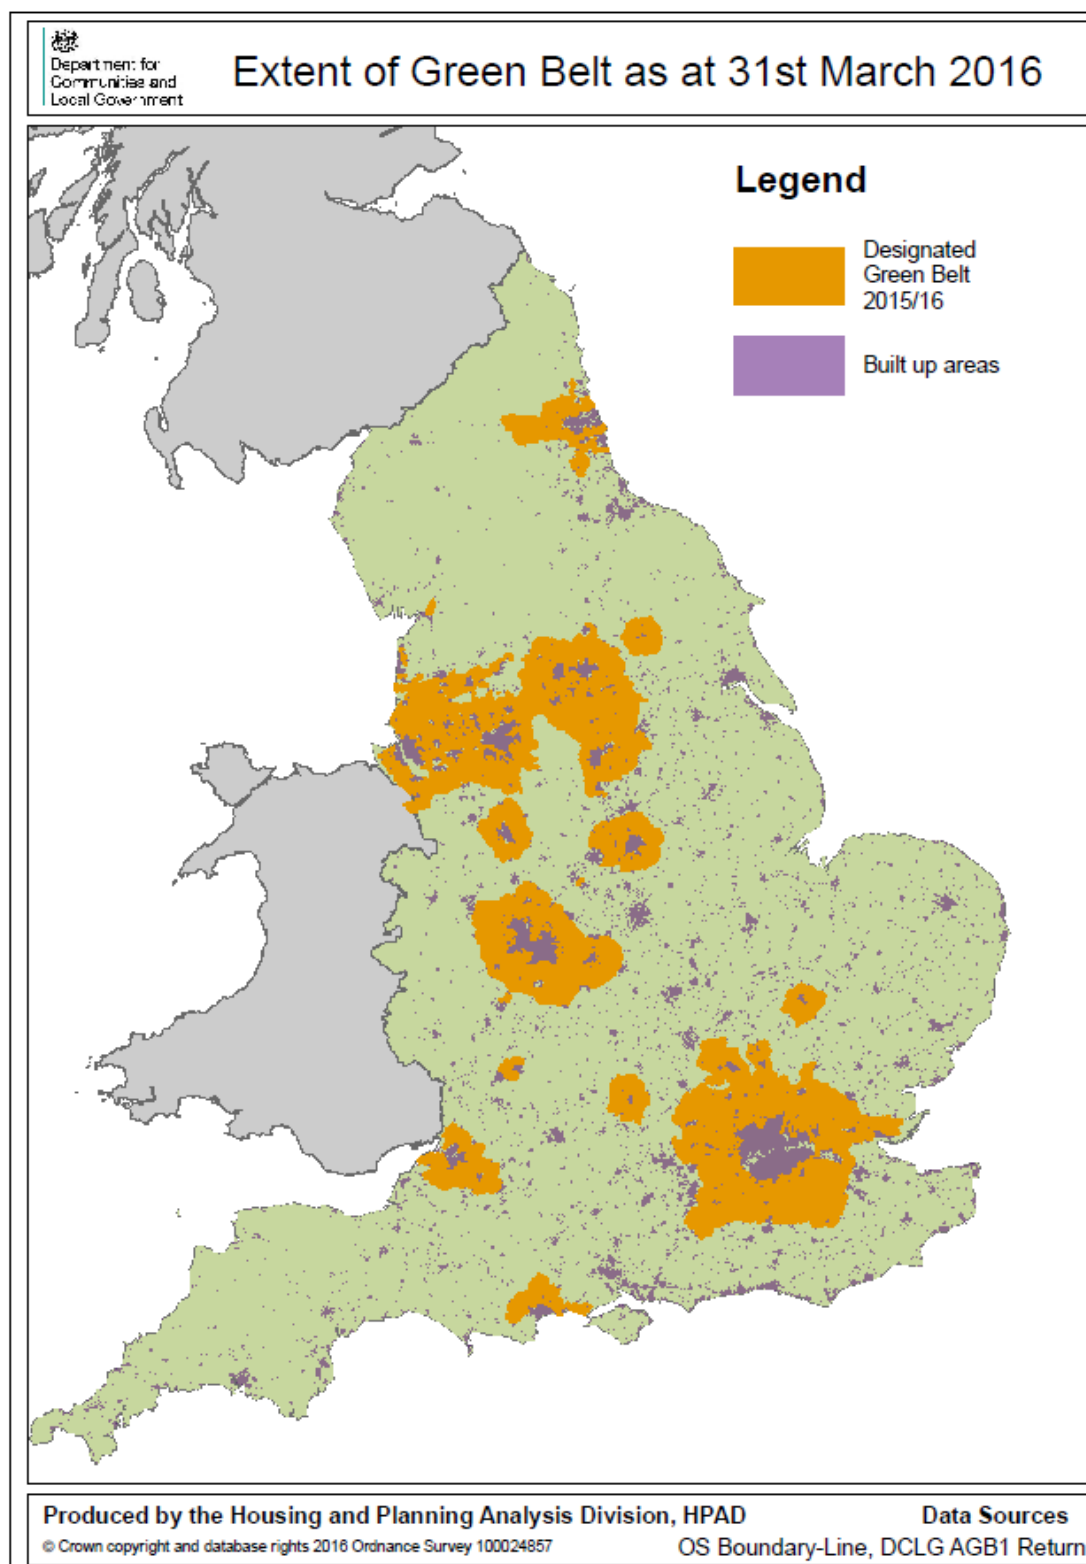 Department for
Communities and
Local Government
Extent of Green Belt as at 31st March 2016
Legend
Designated
Green Belt
2015/16
Built up areas
Produced by the Housing and Planning Analysis Division, HPAD
Data Sources
© Crown copyright and database rights 2016 Ordnance Survey 100024857
OS Boundary-Line, DCLG AGB1 Return